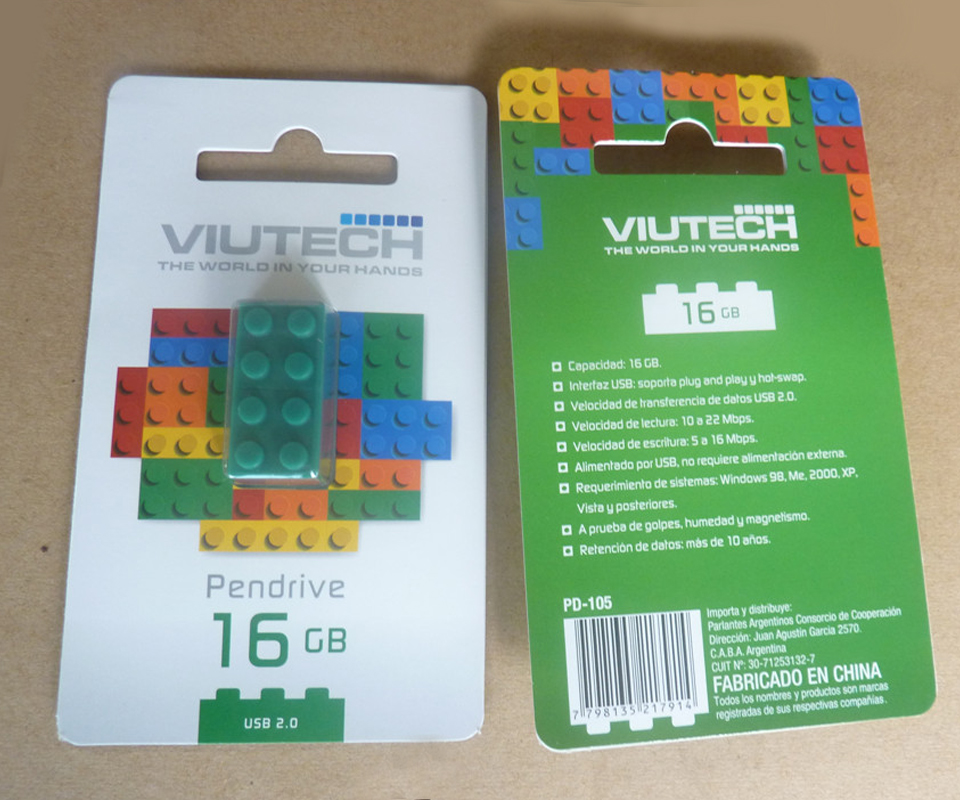 VIUTECH
THE WORLD IN YOUR HANDS
Pendrive
16 GB
USB 2.0
VIUTECH
THE WORLD IN YOUR HANDS
16 GB
Capacidad: 16 GB.
Interfaz USB: soporta plug and play y hot-swap.
Velocidad de transferencia de datos USB 2.0.
Velocidad de lectura: 10 a 22 Mbps.
Velocidad de escritura: 5 a 16 Mbps.
Alimentado por USB, no requiere alimentación externa.
Requerimiento de sistemas: Windows 98, Me, 2000, XP,
Vista y posteriores.
A prueba de golpes, humedad y magnetismo.
Retención de datos: más de 10 años.
PD-105
7 798135 217914
Importa y distribuye:
Parlantes Argentinos Consorcio de Cooperación
Dirección: Juan Agustin Garcia 2570.
C.A.B.A. Argentina
CUIT Nº: 30-71253132-7
FABRICADO EN CHINA
Todos los nombres y productos son marcas
registradas de sus respectivas compañias.